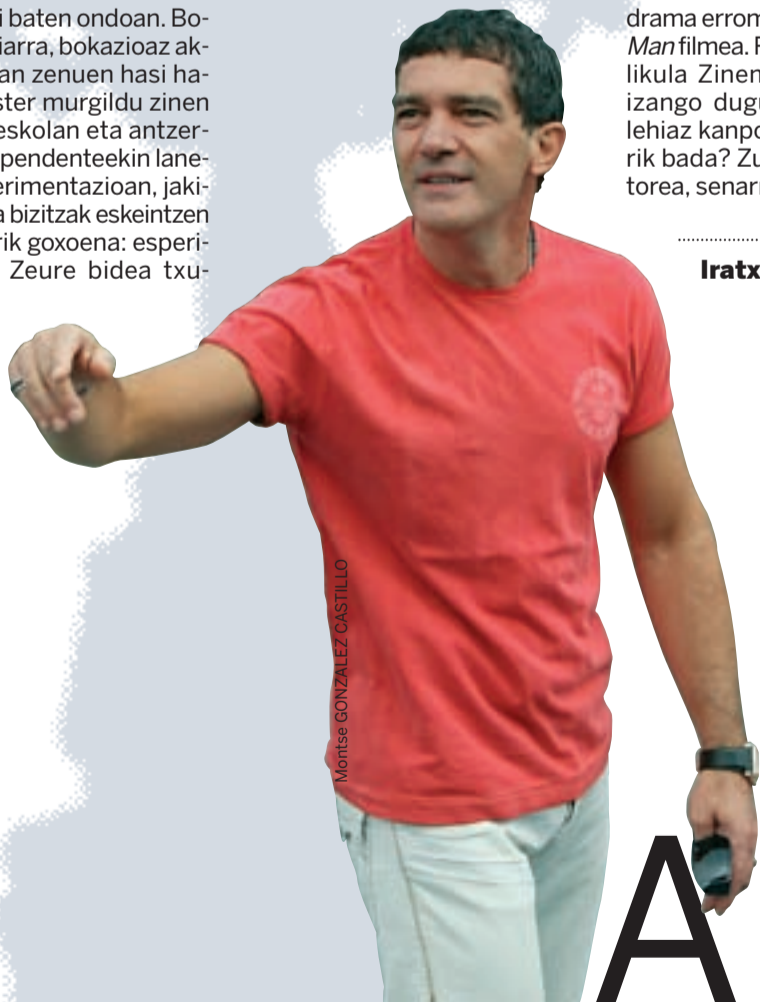 i baten ondoan. Bo-
iarra, bokazioaz ak-
an zenuen hasi ha-
ster murgildu zinen
eskolan eta antzer-
pendenteekin lane-
erimentazioan, jaki-
a bizitzak eskeintzen
rik goxoena: esperi-
Zeure bidea txu-
drama errom
Man filmea. P
likula Zinen
izango dugu
lehiaz kanpo
rik bada? Zu
torea, senarr
Iratx
Montse GONZALEZ CASTILLO
A